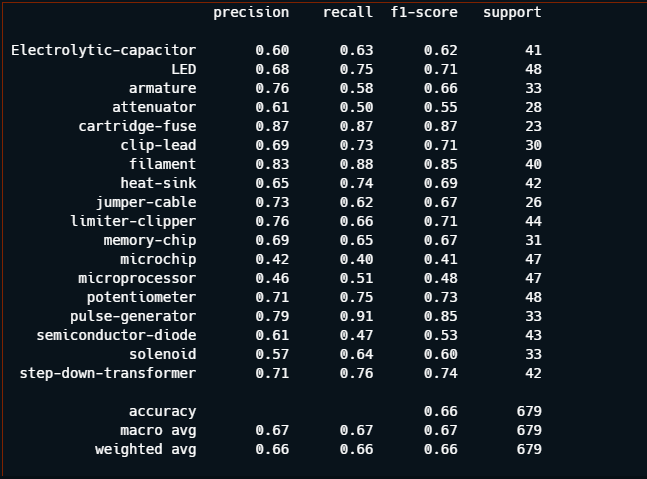 precision recall f1-score support
Electrolytic-capacitor 0.60 0.63 0.62 41
LED 0.68 0.75 0.71 48
armature 0.76 0.58 0.66 33
attenuator 0.61 0.50 0.55 28
cartridge-fuse 0.87 0.87 0.87 23
clip-lead 0.69 0.73 0.71 30
filament 0.83 0.88 0.85 40
heat-sink 0.65 0.74 0.69 42
jumper-cable 0.73 0.62 0.67 26
limiter-clipper 0.76 0.66 0.71 44
memory-chip 0.69 0.65 0.67 31
microchip 0.42 0.40 0.41 47
microprocessor 0.46 0.51 0.48 47
potentiometer 0.71 0.75 0.73 48
pulse-generator 0.79 0.91 0.85 33
semiconductor-diode 0.61 0.47 0.53 43
solenoid 0.57 0.64 0.60 33
step-down-transformer 0.71 0.76 0.74 42
accuracy 0.66 679
macro avg 0.67 0.67 0.67 679
weighted avg 0.66 0.66 0.66 679